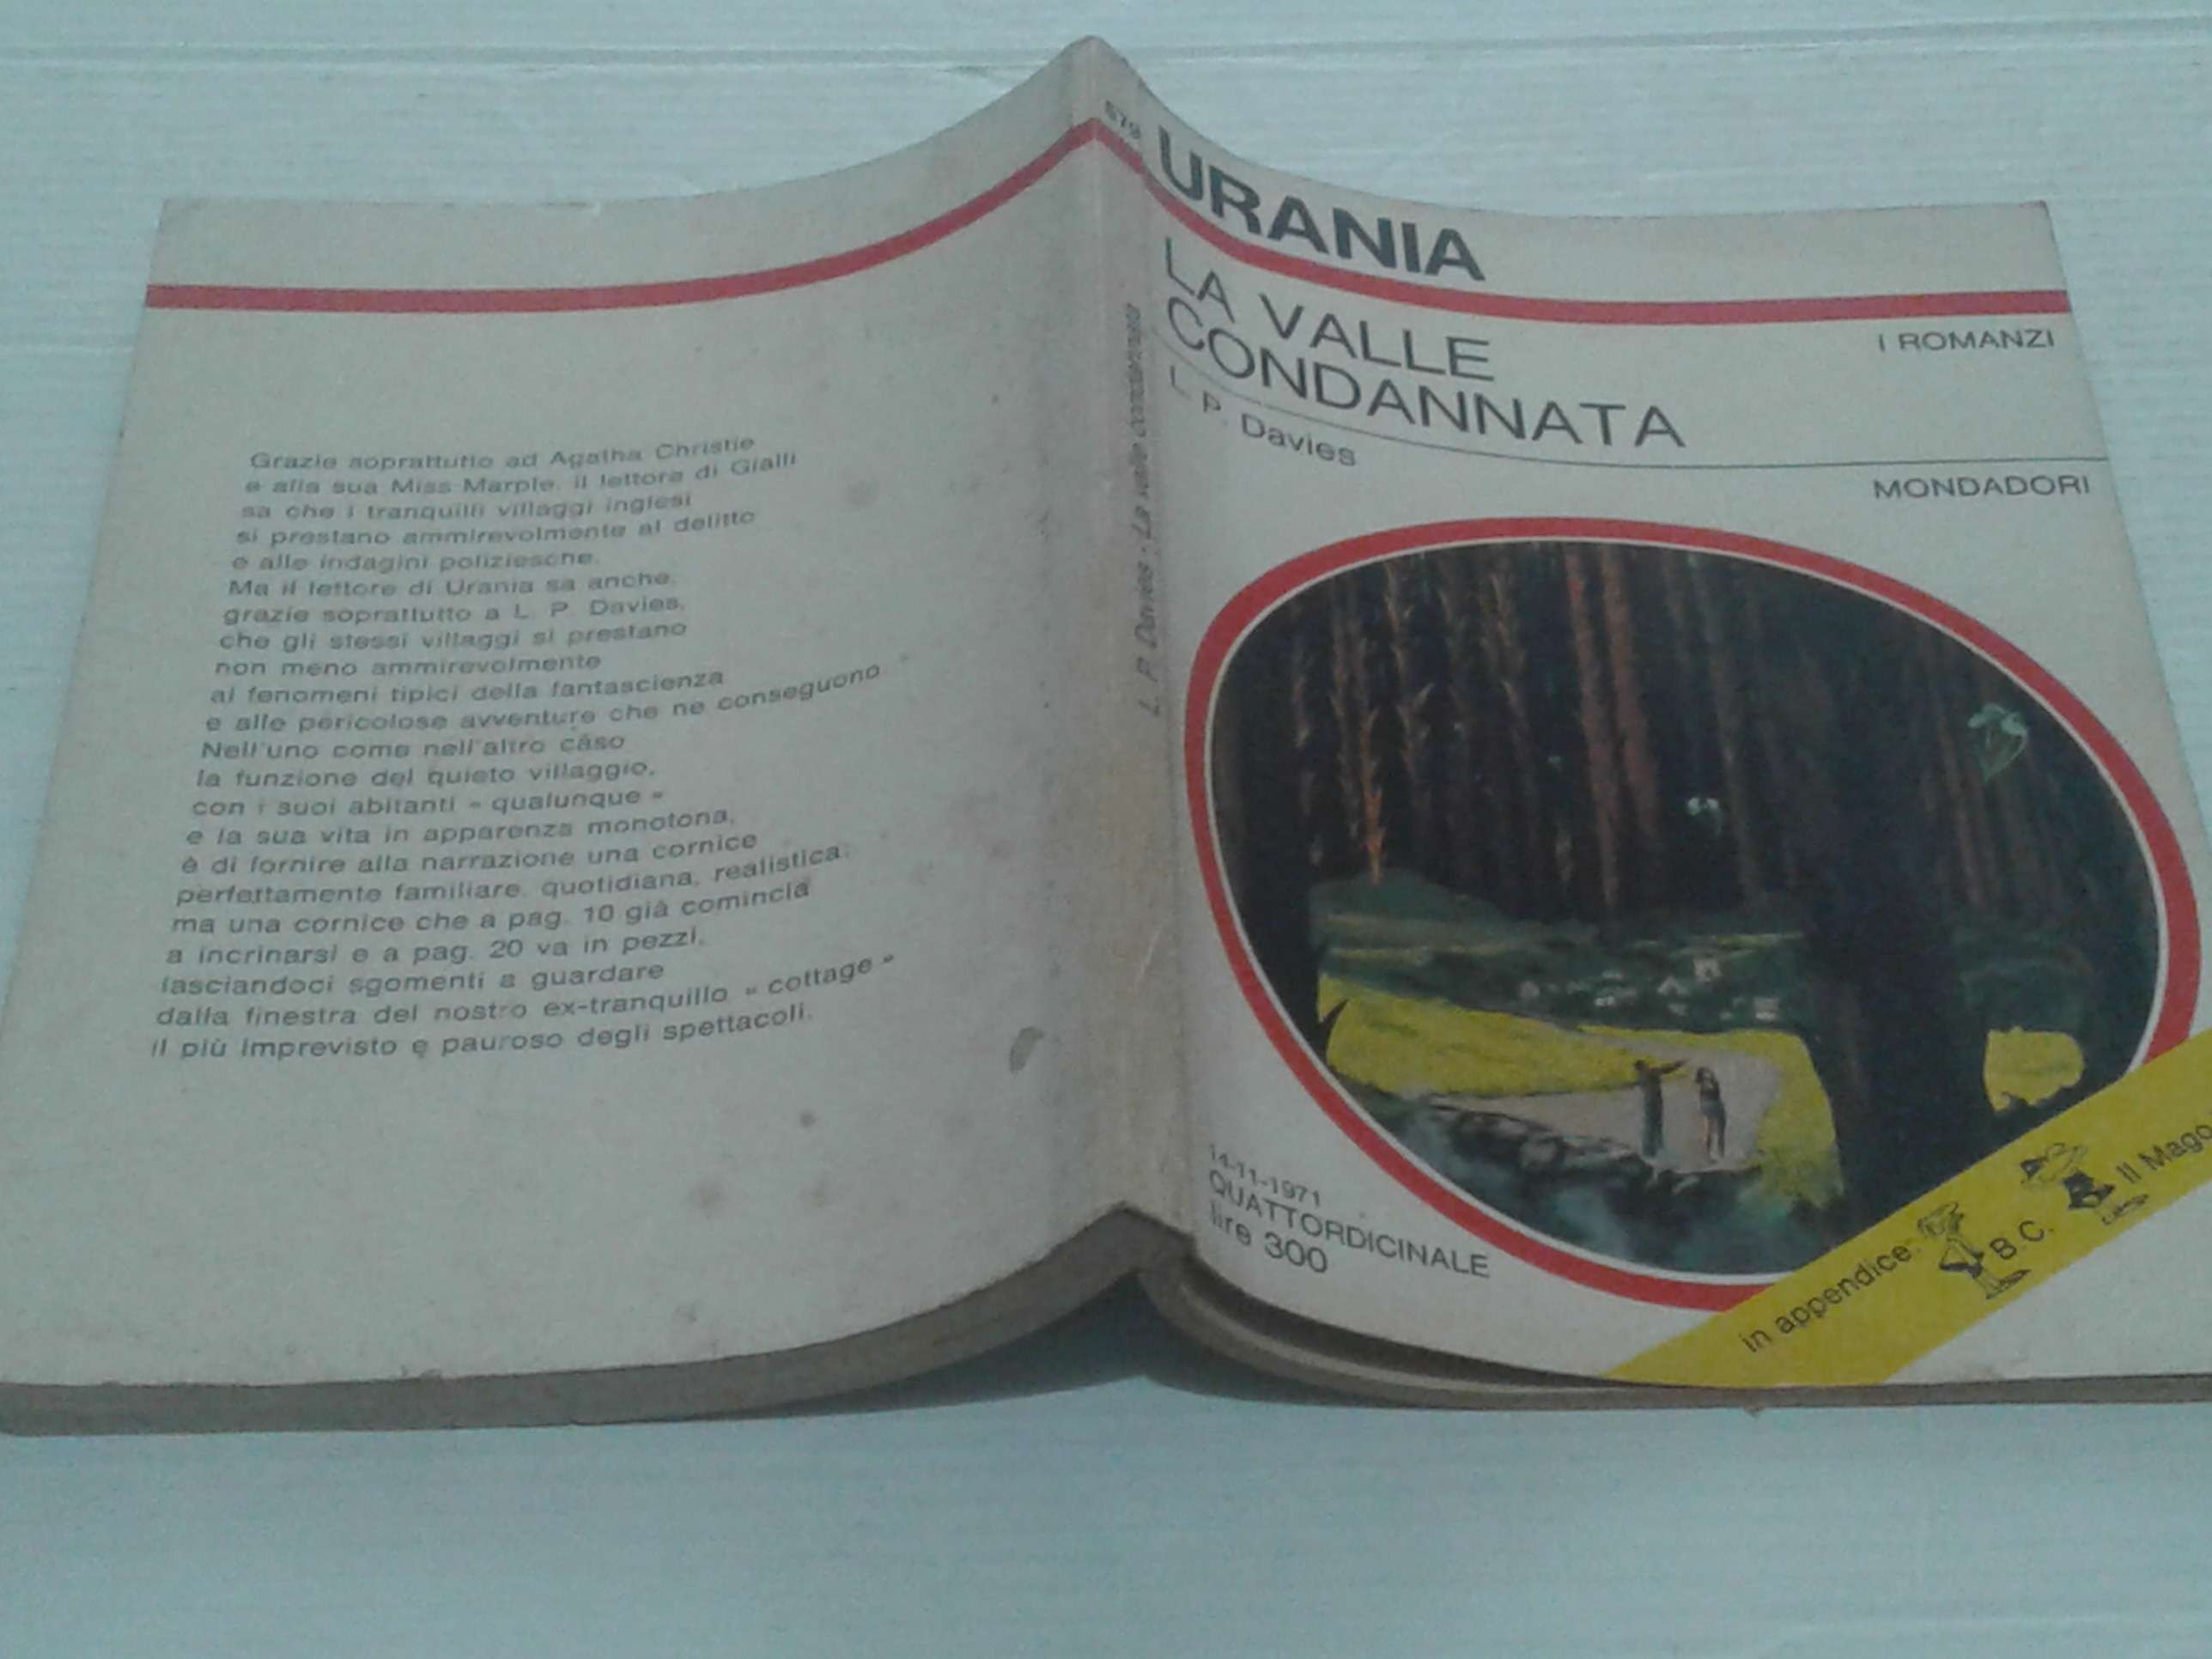 Grazie soprattutto ad Agatha Christie
e alla sua Miss Marple, il lettore di Gialli
sa che i tranquilli villaggi inglesi
si prestano ammirevolmente al delitto
e alle indagini poliziesche.
Ma il lettore di Urania sa anche,
grazie soprattutto a L. P. Davies,
che gli stessi villaggi si prestano
non meno ammirevolmente
ai fenomeni tipici della fantascienza
e alle pericolose avventure che ne conseguono.
Nell'uno come nell'altro caso
la funzione del quieto villaggio,
con i suoi abitanti « qualunque »
e la sua vita in apparenza monotona,
è di fornire alla narrazione una cornice
perfettamente familiare, quotidiana, realistica;
ma una cornice che a pag. 10 già comincia
a incrinarsi e a pag. 20 va in pezzi,
lasciandoci sgomenti a guardare
dalla finestra del nostro ex-tranquillo « cottage »
il più imprevisto e pauroso degli spettacoli.
579
L. P. Davies - La valle condannata
URANIA
LA VALLE
CONDANNATA
I ROMANZI
L. P. Davies
MONDADORI
14-11-1971
QUATTORDICINALE
lire 300
in appendice: B.C. Il Mago